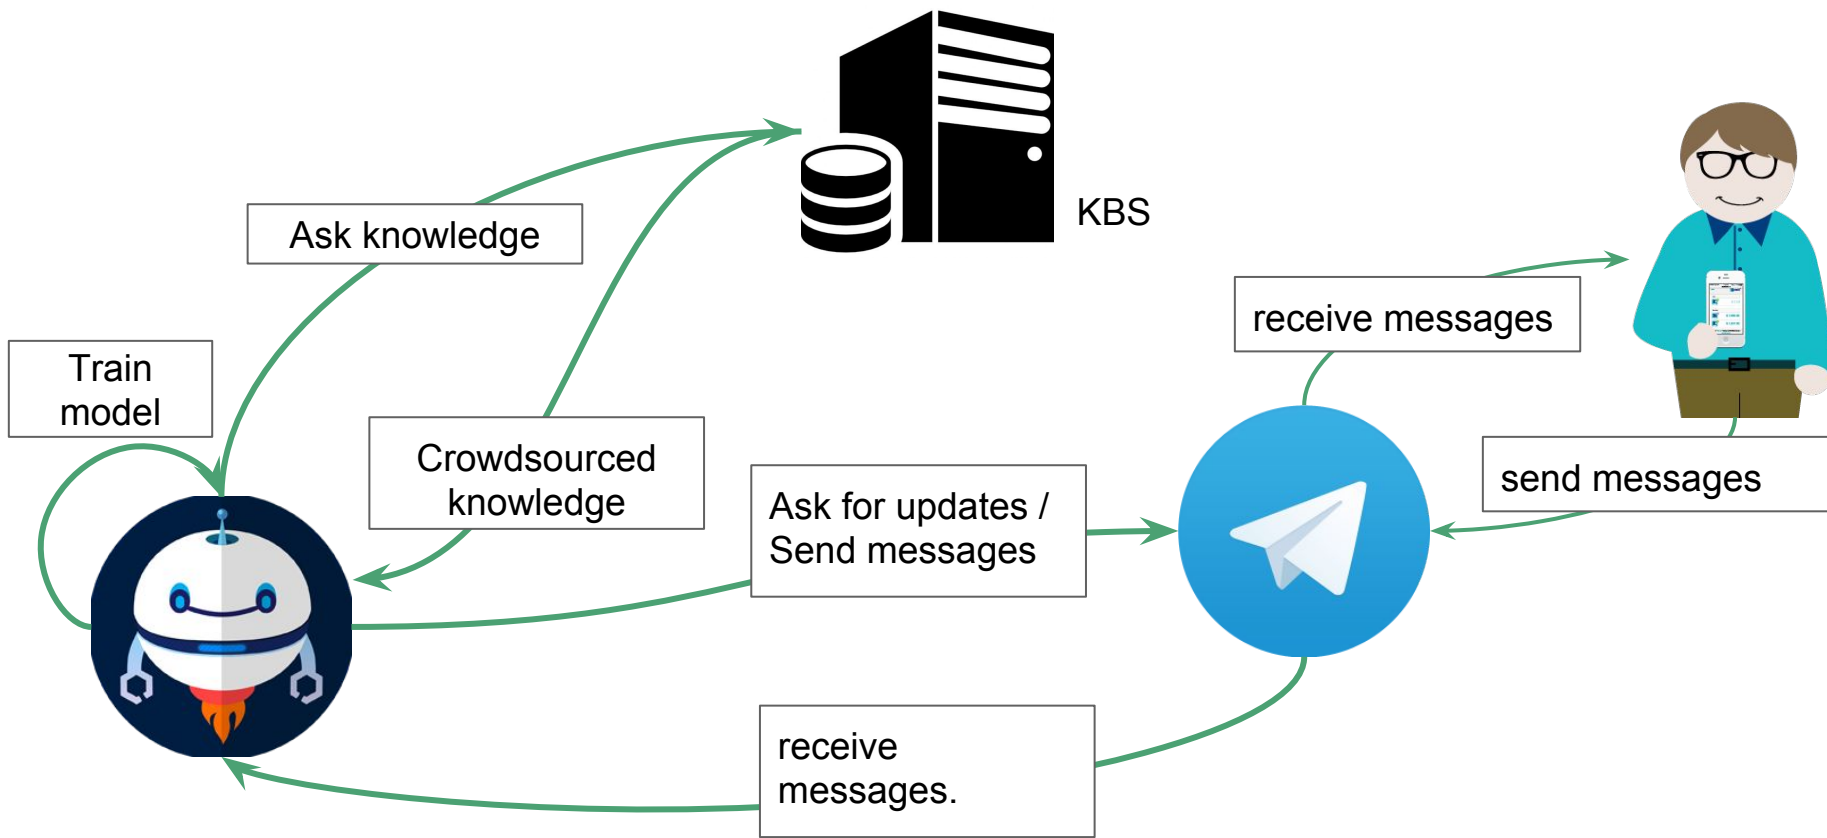 KBS
Ask knowledge
receive messages
Train
model
Crowdsourced
knowledge
send messages
Ask for updates /
Send messages
receive
messages.